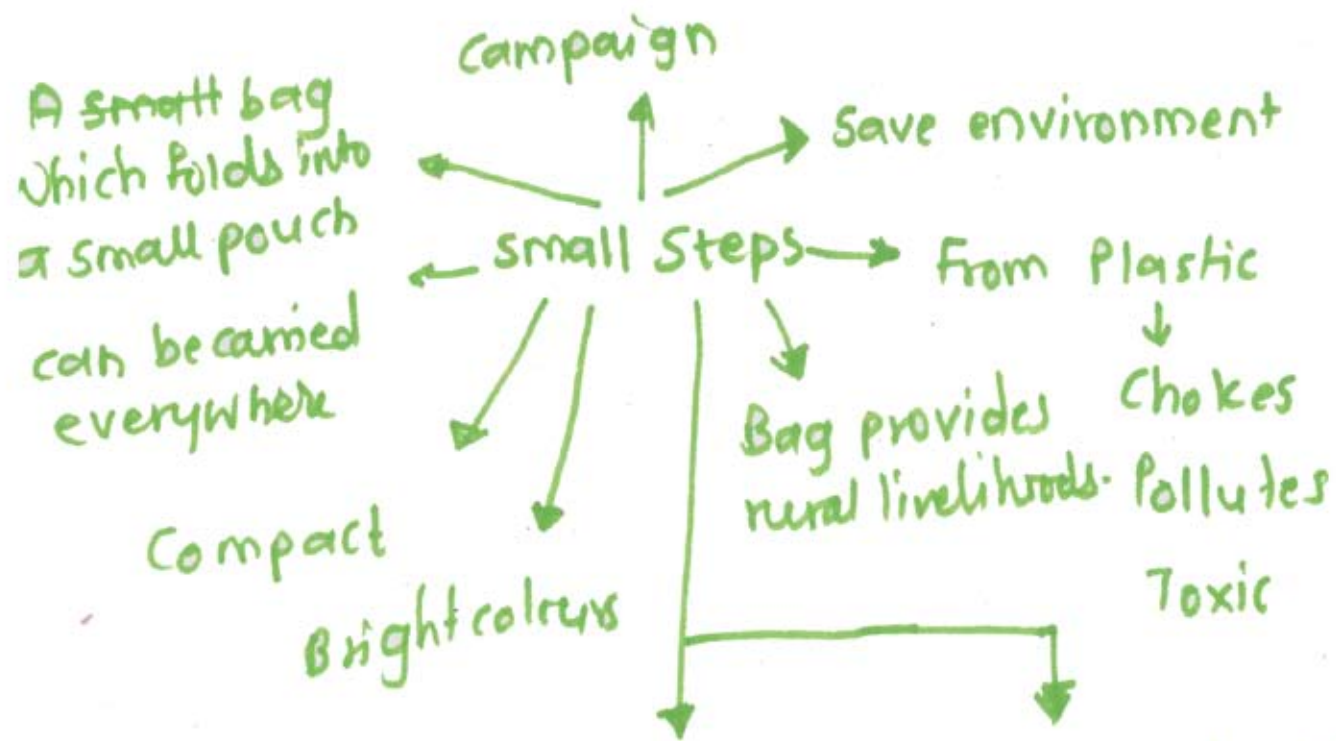 Campaign
A small bag
which folds into
a small pouch
save environment
small steps
From Plastic
can be carried
everywhere
Chokes
Bag provides
rural livelihoods.
Pollutes
Compact
Toxic
Bright colours